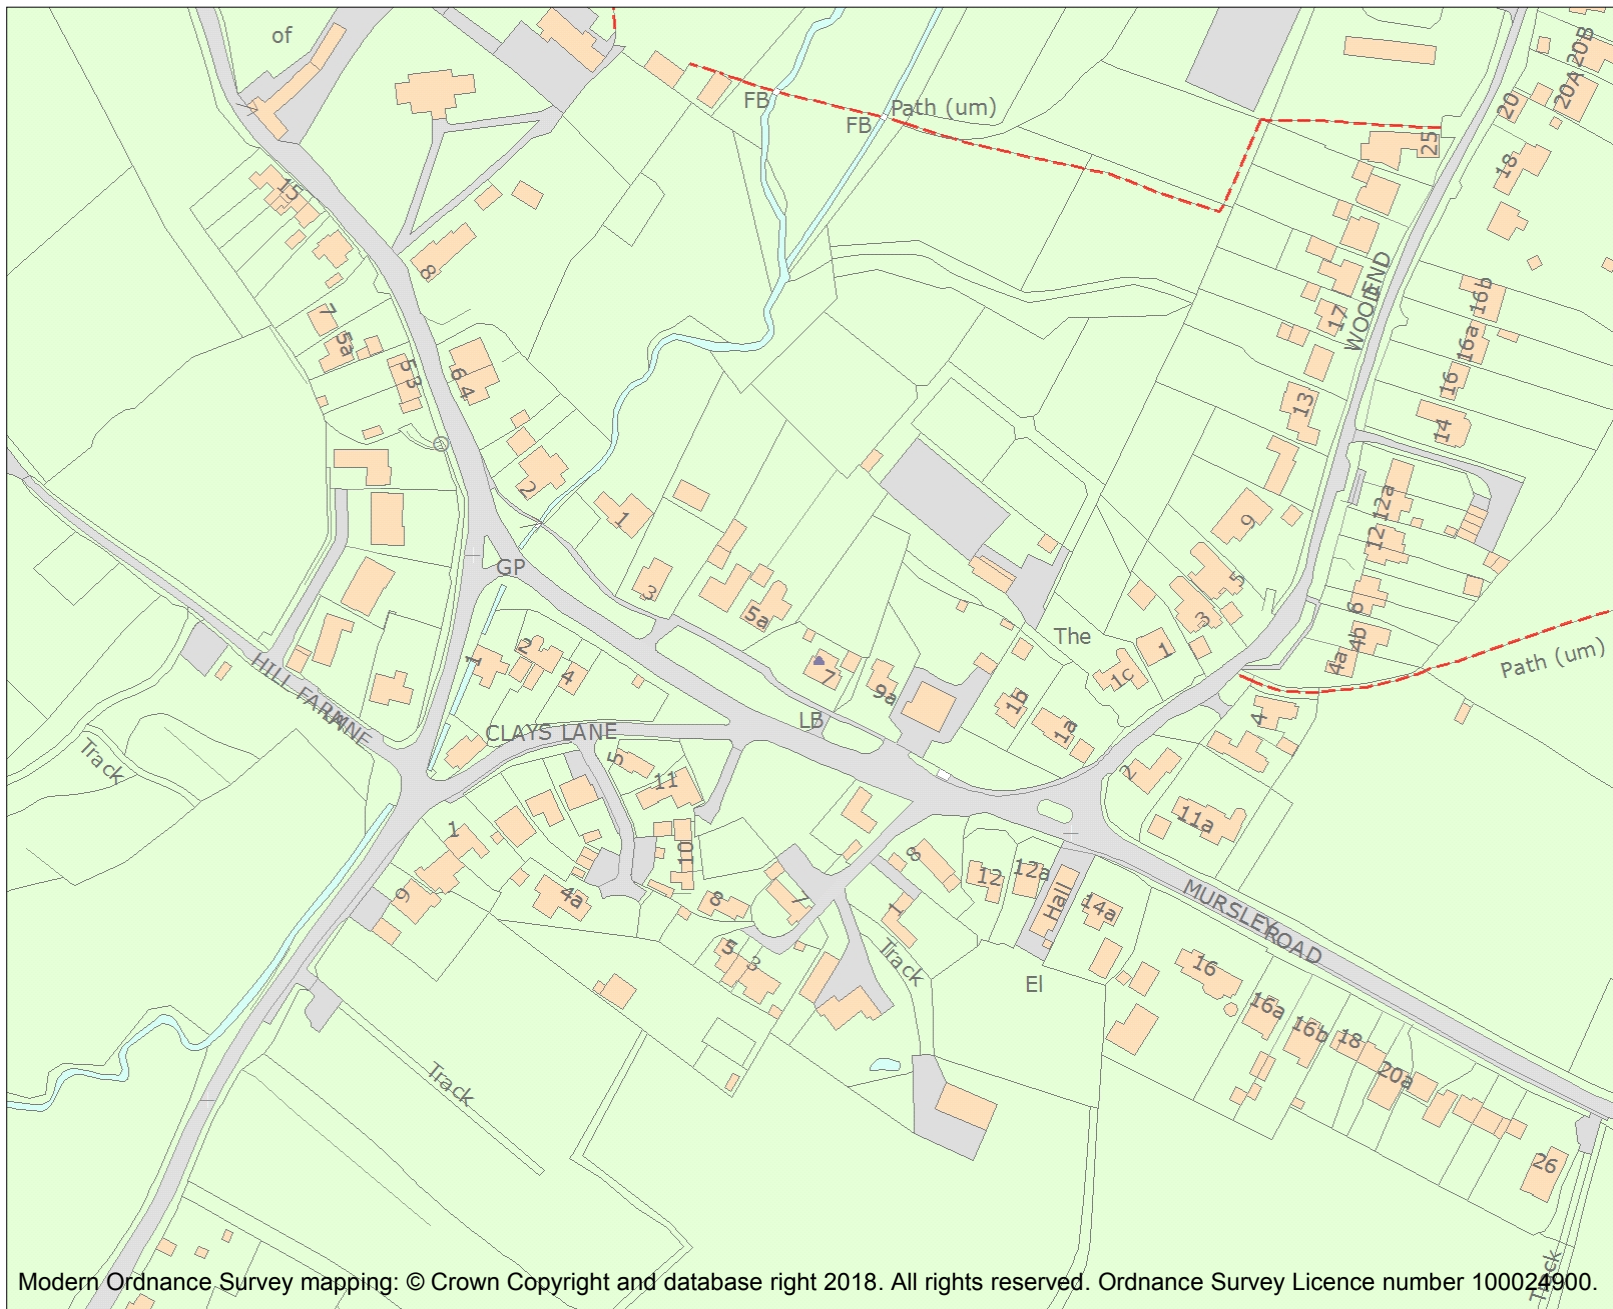 of
20B
20A
20
FB
Path (um)
FB
25
18
15
8
WOOD END
16b
7
17
5a
16a
5
3
6
4
16
13
14
2
12a
1
9
12
GP
3
5a
5
6
3
The
4b
Path (um)
2
1
4
7
1
4a
1c
9a
HILL FARM LANE
1b
4
LB
CLAYS LANE
1a
Track
5
11
2
11a
1
10
8
12
12a
9
4a
8
7
1
Hall
14a
MURSLEY ROAD
5
3
Track
16
El
16a
16b
18
Track
20a
26
Track
Modern Ordnance Survey mapping: © Crown Copyright and database right 2018. All rights reserved. Ordnance Survey Licence number 100024900.